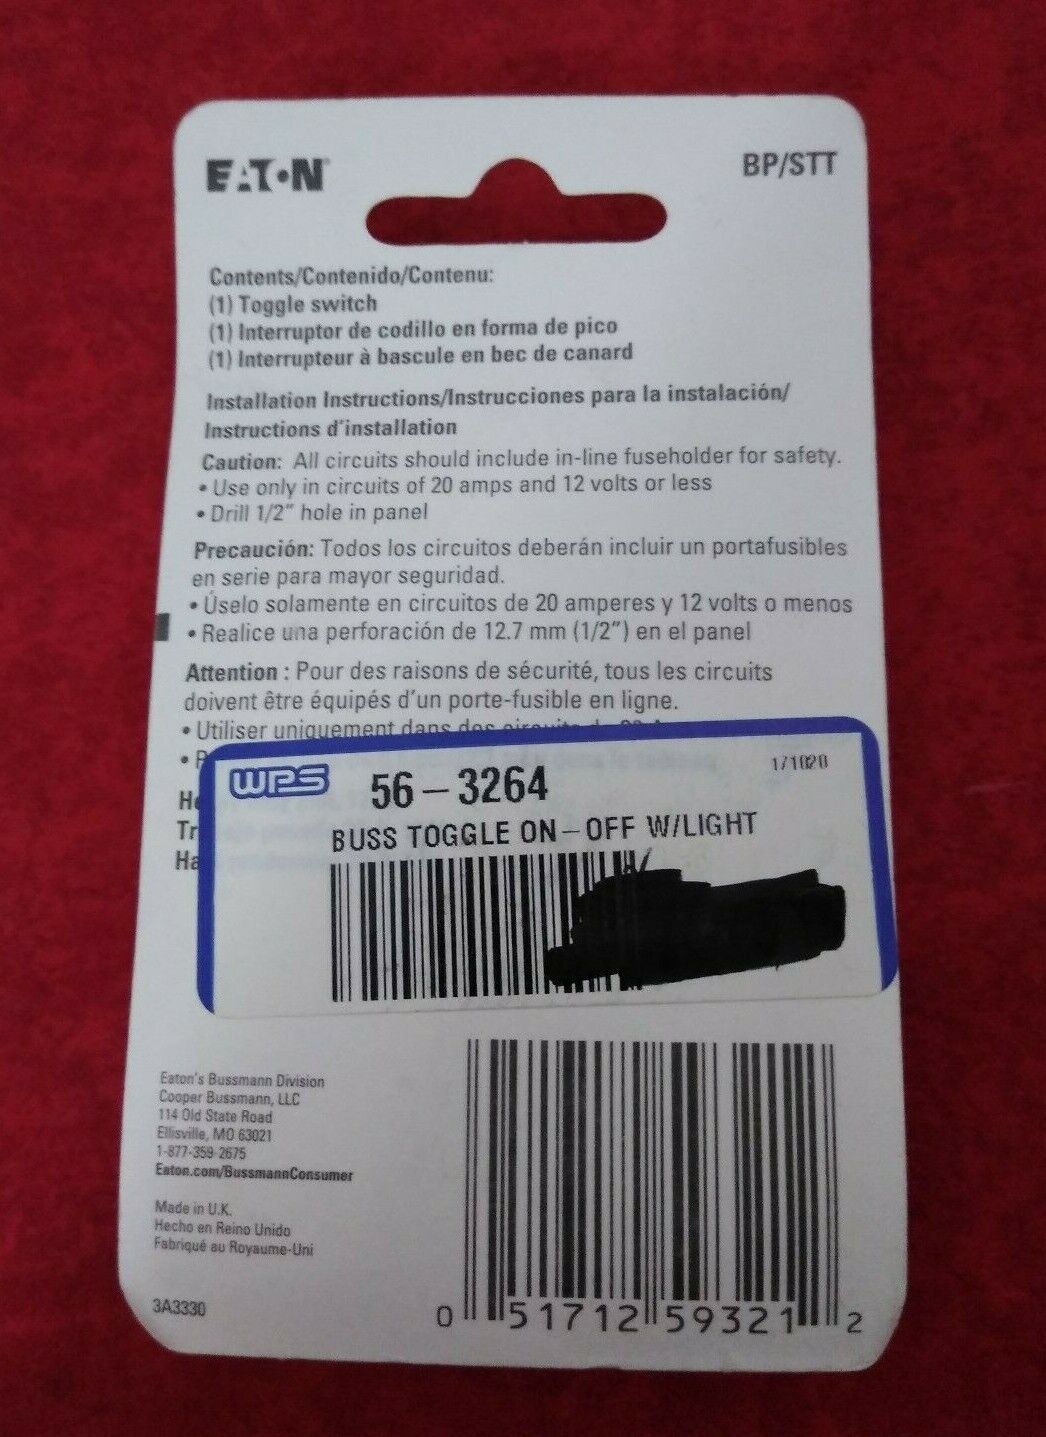 EATON
BP/STT
Contents/Contenido/Contenu:
(1) Toggle switch
(1) Interruptor de codillo en forma de pico
(1) Interrupteur à bascule en bec de canard
Installation Instructions/Instrucciones para la instalación/
Instructions d'installation
Caution: All circuits should include in-line fuseholder for safety.
• Use only in circuits of 20 amps and 12 volts or less
• Drill 1/2" hole in panel
Precaución: Todos los circuitos deberán incluir un portafusibles
en serie para mayor seguridad.
• Úselo solamente en circuitos de 20 amperes y 12 volts o menos
• Realice una perforación de 12.7 mm (1/2") en el panel
Attention : Pour des raisons de sécurité, tous les circuits
doivent être équipés d'un porte-fusible en ligne.
• Utiliser uniquement dans des circuits de
WPS
56-3264
171020
BUSS TOGGLE ON-OFF W/LIGHT
Eaton's Bussmann Division
Cooper Bussmann, LLC
114 Old State Road
Ellisville, MO 63021
1-877-359-2675
Eaton.com/BussmannConsumer
Made in U.K.
Hecho en Reino Unido
Fabriqué au Royaume-Uni
3A3330
0 51712 59321 2